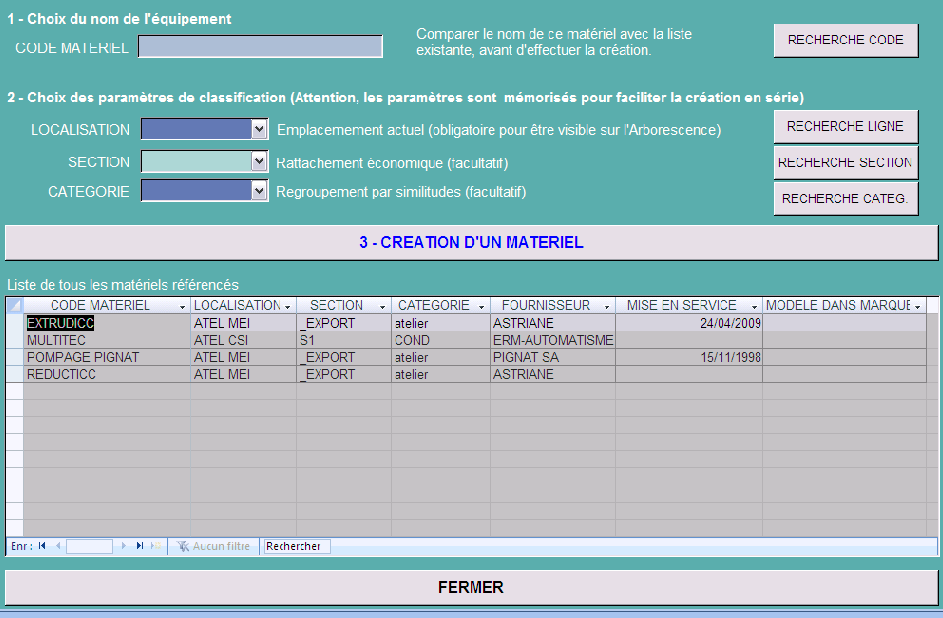 1 - Choix du nom de l'équipement
CODE MATERIEL
Comparer le nom de ce matériel avec la liste
existante, avant d'effectuer la création.
RECHERCHE CODE
2 - Choix des paramètres de classification (Attention, les paramètres sont mémorisés pour faciliter la création en série)
LOCALISATION Emplacement actuel (obligatoire pour être visible sur l'Arborescence) RECHERCHE LIGNE
SECTION Rattachement économique (facultatif) RECHERCHE SECTION
CATEGORIE Regroupement par similitudes (facultatif) RECHERCHE CATEG.
3 - CREATION D'UN MATERIEL
Liste de tous les matériels référencés
CODE MATERIEL LOCALISATION SECTION CATEGORIE FOURNISSEUR MISE EN SERVICE MODELE DANS MARQUE
EXTRUDICC ATEL MEI _EXPORT atelier ASTRIANE 24/04/2009
MULTITEC ATEL CSI S1 COND ERM-AUTOMATISME
POMPAGE PIGNAT ATEL MEI _EXPORT atelier PIGNAT SA 15/11/1998
REDUCTICC ATEL MEI _EXPORT atelier ASTRIANE
Enr : Aucun filtre Rechercher
FERMER